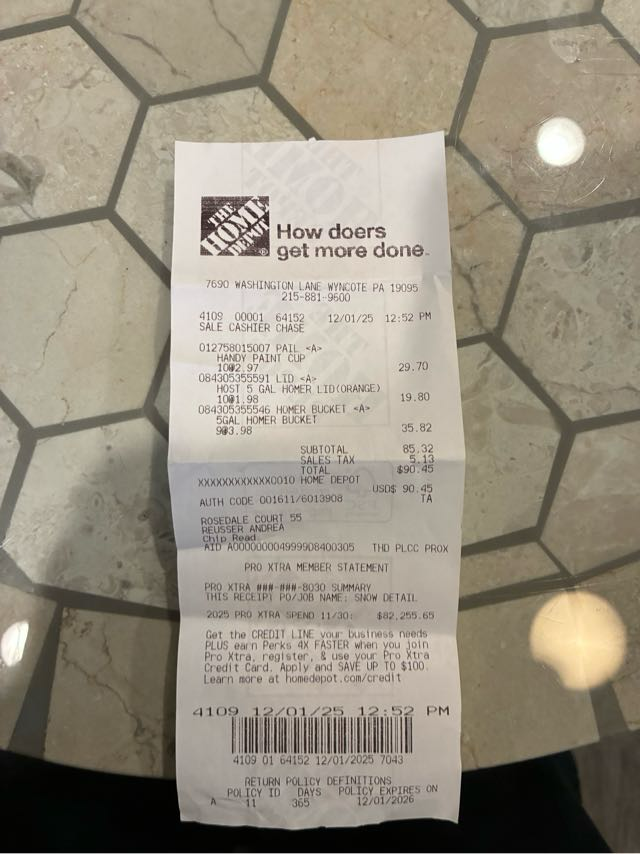 THE
HOME
DEPOT
®
How doers
get more done™
7690 WASHINGTON LANE WYNCOTE PA 19095
215-881-9600
4109 00001 64152 12/01/25 12:52 PM
SALE CASHIER CHASE
012758015007 PAIL <A>
HANDY PAINT CUP
10@2.97 29.70
084305355591 LID <A>
HOST 5 GAL HOMER LID(ORANGE)
10@1.98 19.80
084305355546 HOMER BUCKET <A>
5GAL HOMER BUCKET
9@3.98 35.82
SUBTOTAL 85.32
SALES TAX 5.13
TOTAL $90.45
XXXXXXXXXXXX0010 HOME DEPOT
USD$ 90.45
AUTH CODE 001611/6013908 TA
ROSEDALE COURT 55
REUSSER ANDREA
Chip Read
AID A0000000049999D8400305 THD PLCC PROX
PRO XTRA MEMBER STATEMENT
PRO XTRA ###-###-8030 SUMMARY
THIS RECEIPT PO/JOB NAME: SNOW DETAIL
2025 PRO XTRA SPEND 11/30: $82,255.65
Get the CREDIT LINE your business needs
PLUS earn Perks 4X FASTER when you join
Pro Xtra, register, & use your Pro Xtra
Credit Card. Apply and SAVE UP TO $100.
Learn more at homedepot.com/credit
4109 12/01/25 12:52 PM
4109 01 64152 12/01/2025 7043
RETURN POLICY DEFINITIONS
POLICY ID DAYS POLICY EXPIRES ON
A 11 365 12/01/2026